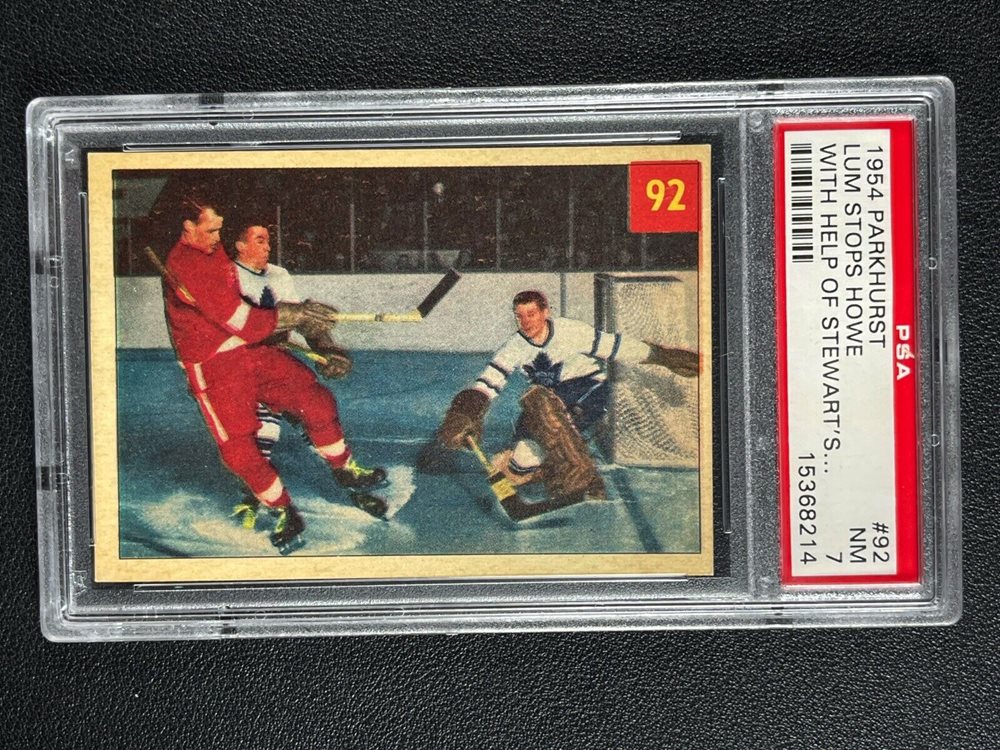 92
1954 PARKHURST
#92
LUM STOPS HOWE
NM
WITH HELP OF STEWART'S...
7
15368214
PSA